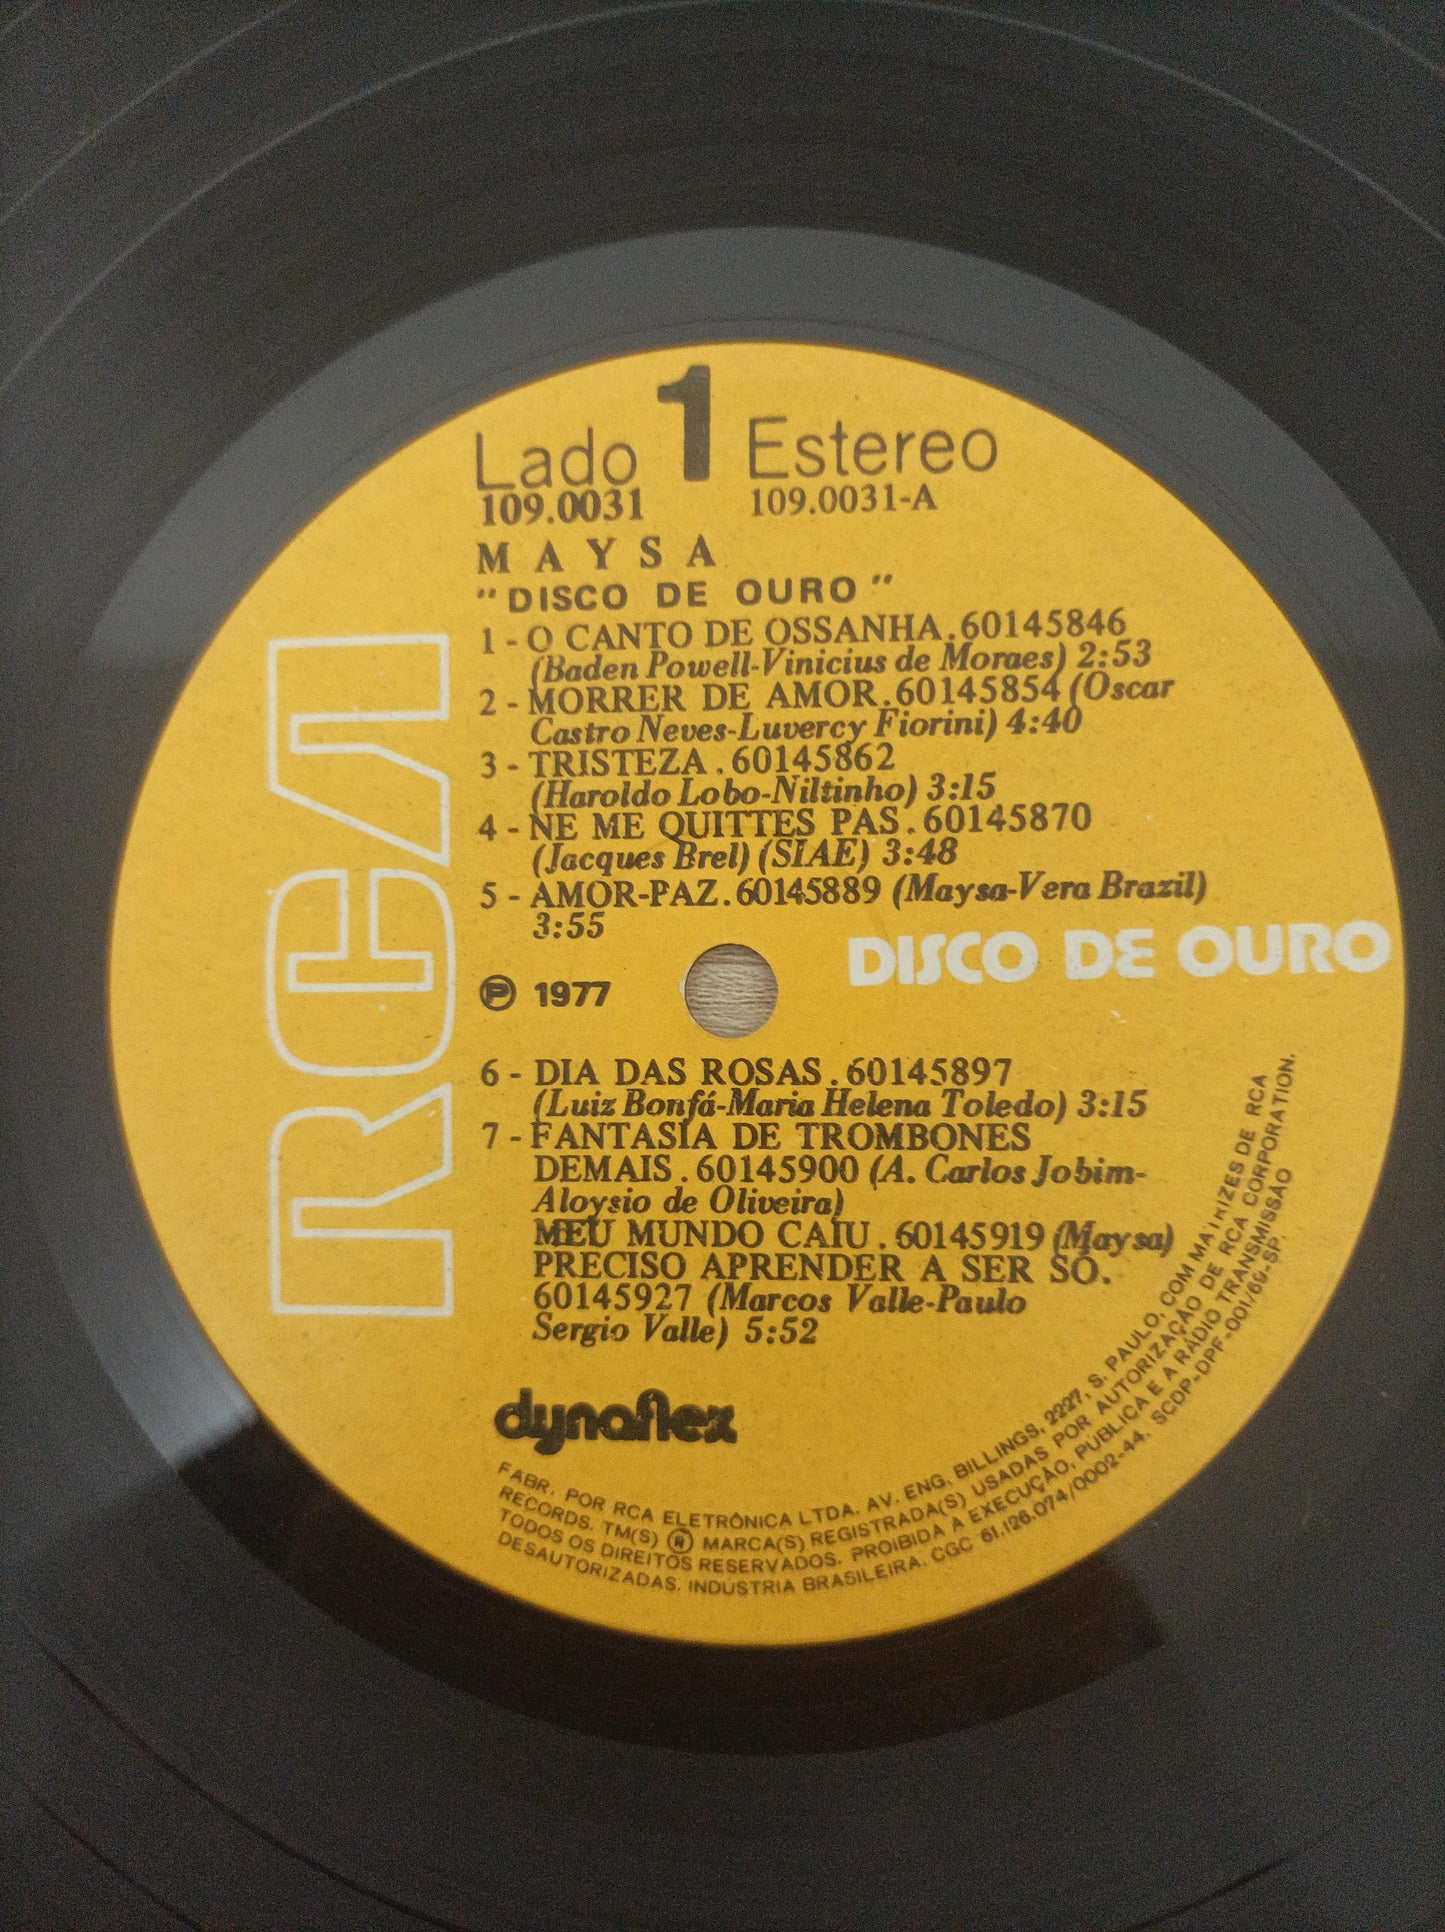 Lado 1 Estereo
109.0031 109.0031-A
MAYSA
"DISCO DE OURO"
1 - O CANTO DE OSSANHA.60145846
(Baden Powell-Vinicius de Moraes) 2:53
2 - MORRER DE AMOR.60145854 (Oscar
Castro Neves-Luvercy Fiorini) 4:40
3 - TRISTEZA.60145862
(Haroldo Lobo-Niltinho) 3:15
4 - NE ME QUITTES PAS.60145870
(Jacques Brel) (SIAE) 3:48
5 - AMOR-PAZ.60145889 (Maysa-Vera Brazil)
3:55
DISCO DE OURO
RCA
Ⓟ 1977
6 - DIA DAS ROSAS.60145897
(Luiz Bonfá-Maria Helena Toledo) 3:15
7 - FANTASIA DE TROMBONES
DEMAIS.60145900 (A. Carlos Jobim-
Aloysio de Oliveira)
MEU MUNDO CAIU.60145919 (Maysa)
PRECISO APRENDER A SER SÓ.
60145927 (Marcos Valle-Paulo
Sergio Valle) 5:52
dynaflex
FABR. POR RCA ELETRÔNICA LTDA. AV. ENG. BILLINGS, 2227, S. PAULO, COM MATRIZES DE RCA
RECORDS. TM(S) ® MARCA(S) REGISTRADA(S) USADAS POR AUTORIZAÇÃO DE RCA CORPORATION.
TODOS OS DIREITOS RESERVADOS. PROIBIDA A EXECUÇÃO, PÚBLICA E A RÁDIO TRANSMISSÃO
DESAUTORIZADAS. INDÚSTRIA BRASILEIRA. CGC 61.126.074/0002-44. SCDP-DPF-001/69-SP.